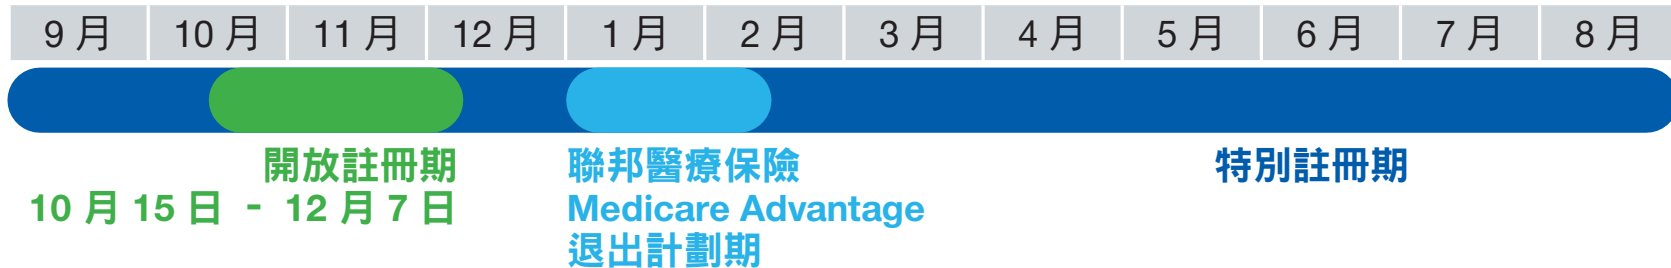 9 月 10 月 11 月 12 月 1 月 2 月 3 月 4 月 5 月 6 月 7 月 8 月
開放註冊期
10 月 15 日 - 12 月 7 日
聯邦醫療保險
Medicare Advantage
退出計劃期
特別註冊期